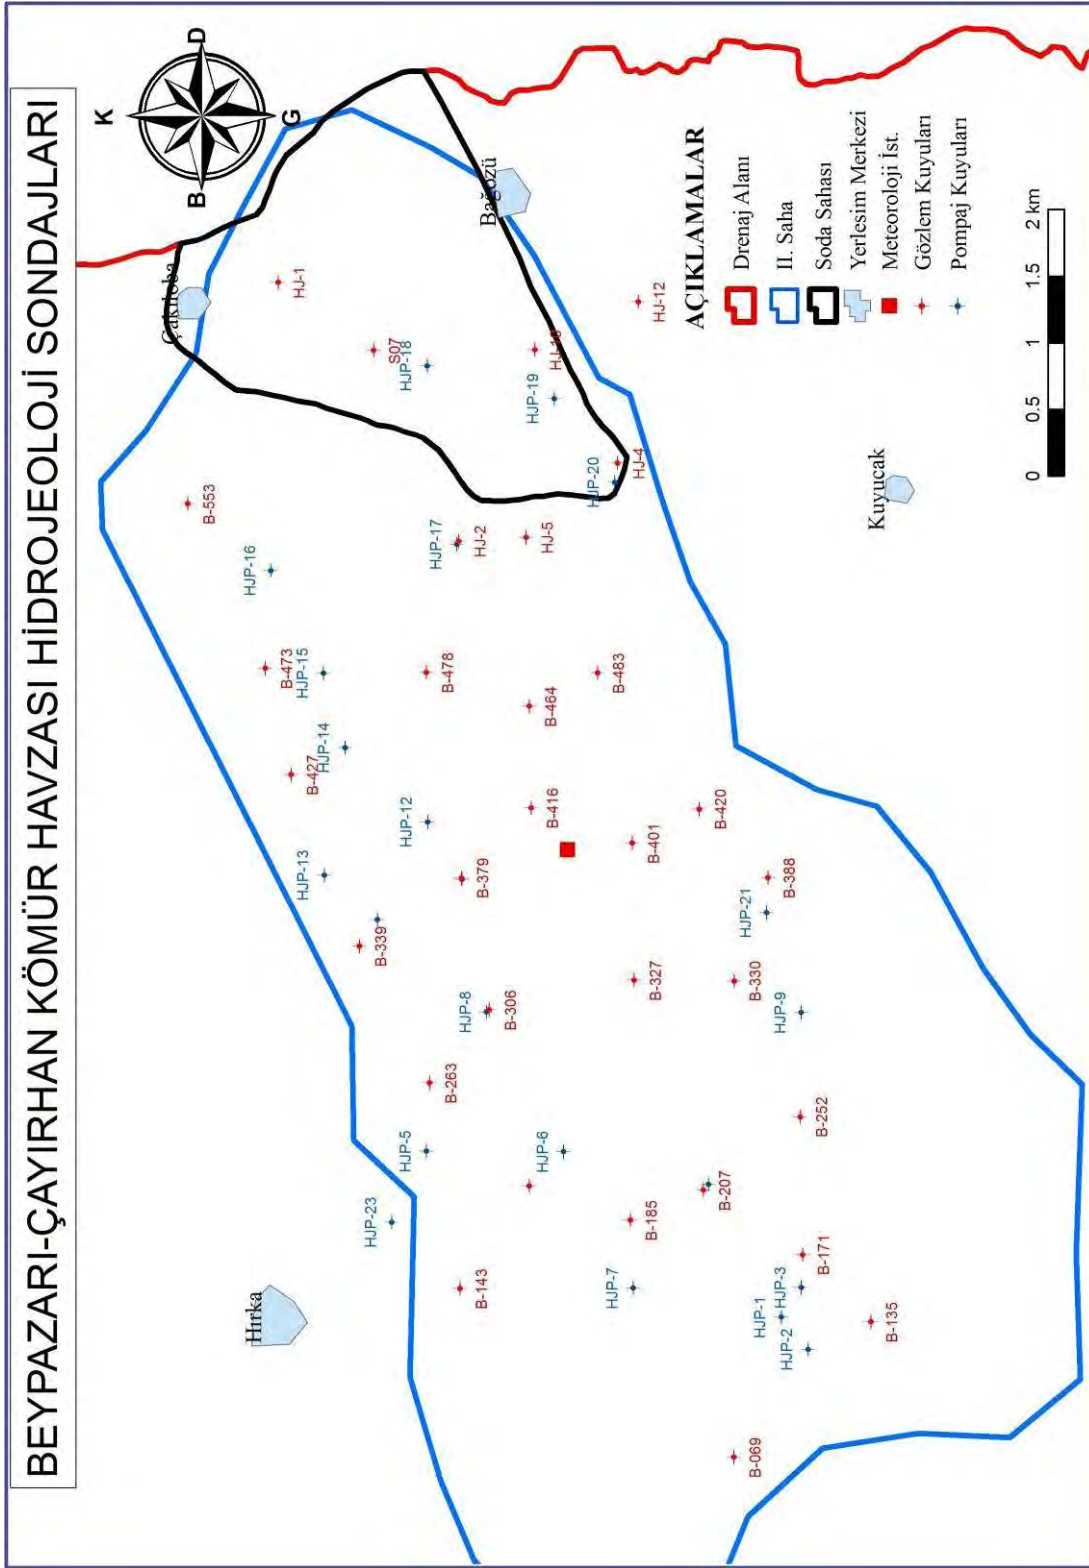 BEYPAZARI-ÇAYIRHAN KÖMÜR HAVZASI HİDROJEOLOJİ SONDAJLARI
K
D
B
G
Çakıloba
Bağözü
Hırka
Kuyucak
HJ-1
S07
HJP-18
HJP-19
HJ-12
HJP-20
HJ-4
B-553
HJP-16
HJP-17
HJ-2
HJ-5
B-473
HJP-15
B-478
B-464
B-483
HJP-14
B-427
HJP-12
B-416
B-401
B-420
HJP-13
B-379
B-388
HJP-21
B-339
B-327
B-330
HJP-8
B-306
HJP-9
B-263
B-252
HJP-5
HJP-6
B-207
HJP-23
B-185
B-171
B-143
HJP-7
HJP-3
HJP-1
HJP-2
B-135
B-069
AÇIKLAMALAR
Drenaj Alanı
II. Saha
Soda Sahası
Yerlesim Merkezi
Meteoroloji İst.
Gözlem Kuyuları
Pompaj Kuyuları
0 0.5 1 1.5 2 km